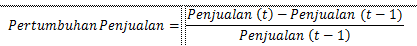 Pertumbuhan Penjualan = Penjualan (t) − Penjualan (t − 1)
Penjualan (t − 1)